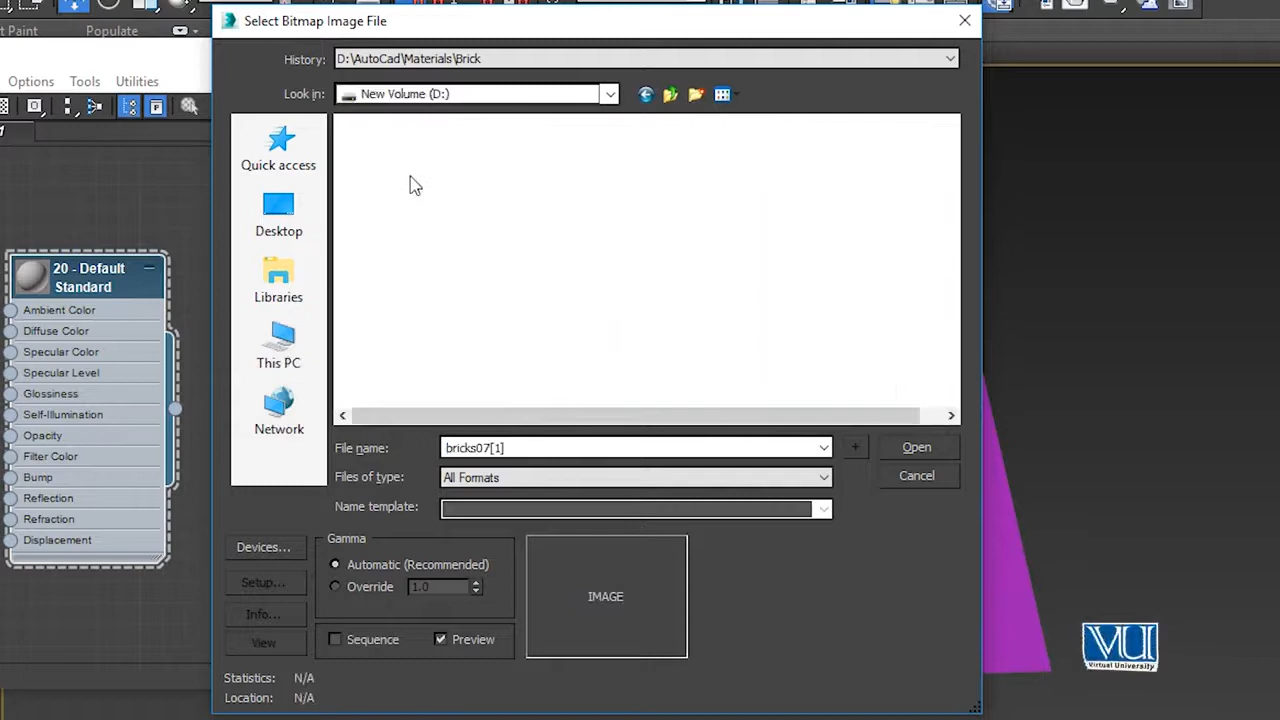 Select Bitmap Image File
t Paint
Populate
History:
D:\AutoCad\Materials\Brick
Options
Tools
Utilities
Look in:
New Volume (D:)
1
Quick access
Desktop
Libraries
This PC
Network
20 - Default
Standard
Ambient Color
Diffuse Color
Specular Color
Specular Level
Glossiness
Self-Illumination
Opacity
Filter Color
Bump
Reflection
Refraction
Displacement
File name:
bricks07[1]
+
Open
Files of type:
All Formats
Cancel
Name template:
Devices...
Setup...
Info...
View
Gamma
Automatic (Recommended)
Override
1.0
Sequence
Preview
IMAGE
Statistics:
N/A
Location:
N/A
VU
Virtual University